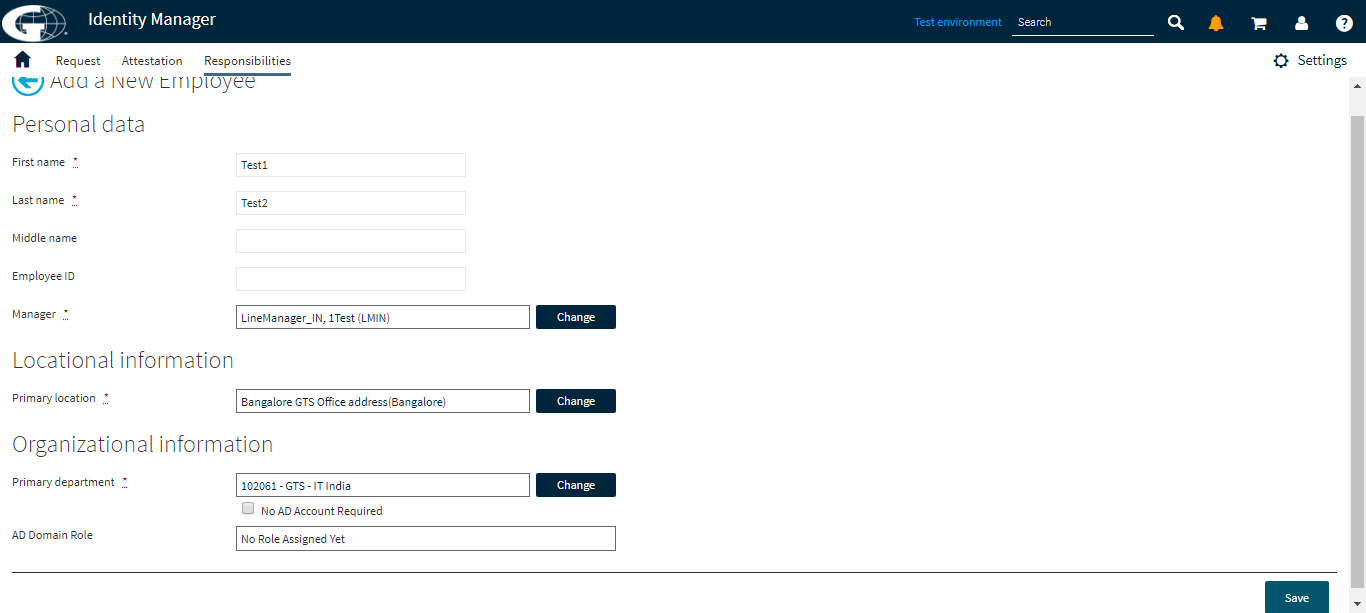 Identity Manager
Test environment
Search
Request
Attestation
Responsibilities
Settings
Add a New Employee
Personal data
First name *
Test1
Last name *
Test2
Middle name
Employee ID
Manager *
LineManager_IN, 1Test (LMIN)
Change
Locational information
Primary location *
Bangalore GTS Office address(Bangalore)
Change
Organizational information
Primary department *
102061 - GTS - IT India
Change
No AD Account Required
AD Domain Role
No Role Assigned Yet
Save